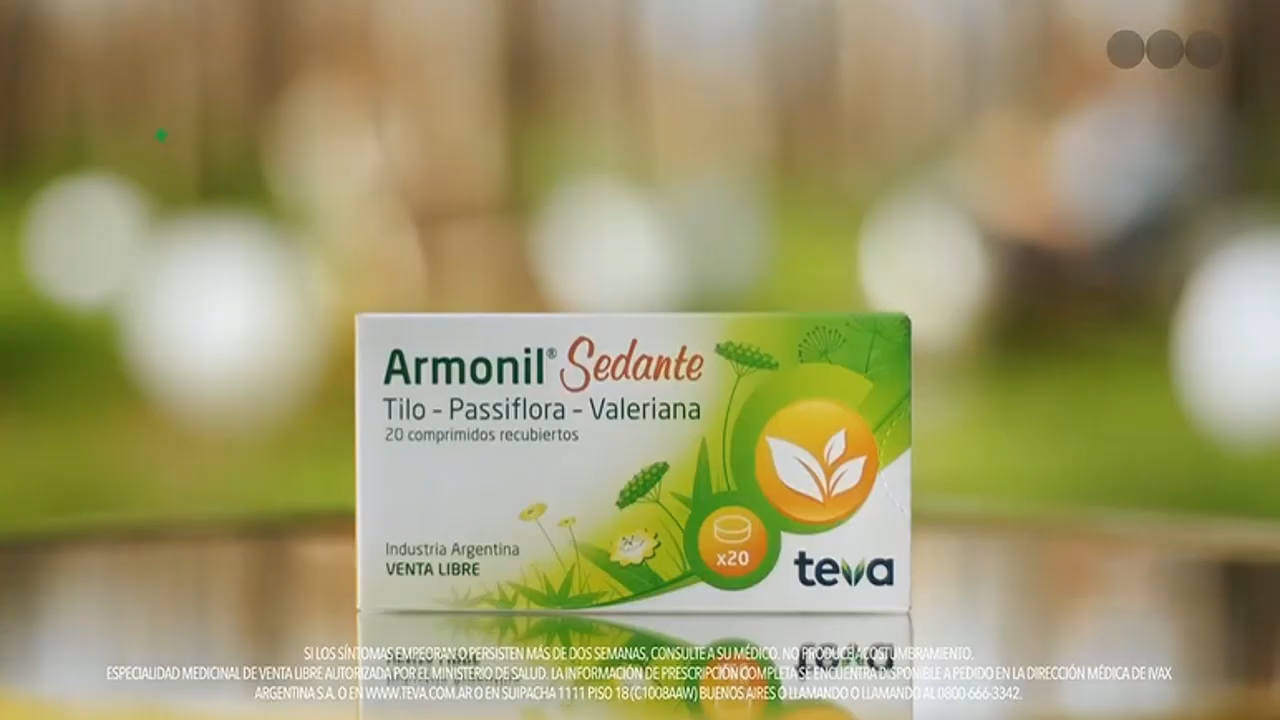 Armonil® Sedante
Tilo - Passiflora - Valeriana
20 comprimidos recubiertos
Industria Argentina
VENTA LIBRE
x20
teva
SI LOS SÍNTOMAS EMPEORAN O PERSISTEN MÁS DE DOS SEMANAS, CONSULTE A SU MÉDICO. NO PRODUCE ACOSTUMBRAMIENTO.
ESPECIALIDAD MEDICINAL DE VENTA LIBRE AUTORIZADA POR EL MINISTERIO DE SALUD. LA INFORMACIÓN DE PRESCRIPCIÓN COMPLETA SE ENCUENTRA DISPONIBLE A PEDIDO EN LA DIRECCIÓN MÉDICA DE IVAX
ARGENTINA S.A. O EN WWW.TEVA.COM.AR O EN SUIPACHA 1111 PISO 18 (C1008AAW) BUENOS AIRES O LLAMANDO O LLAMANDO AL 0800-666-3342.